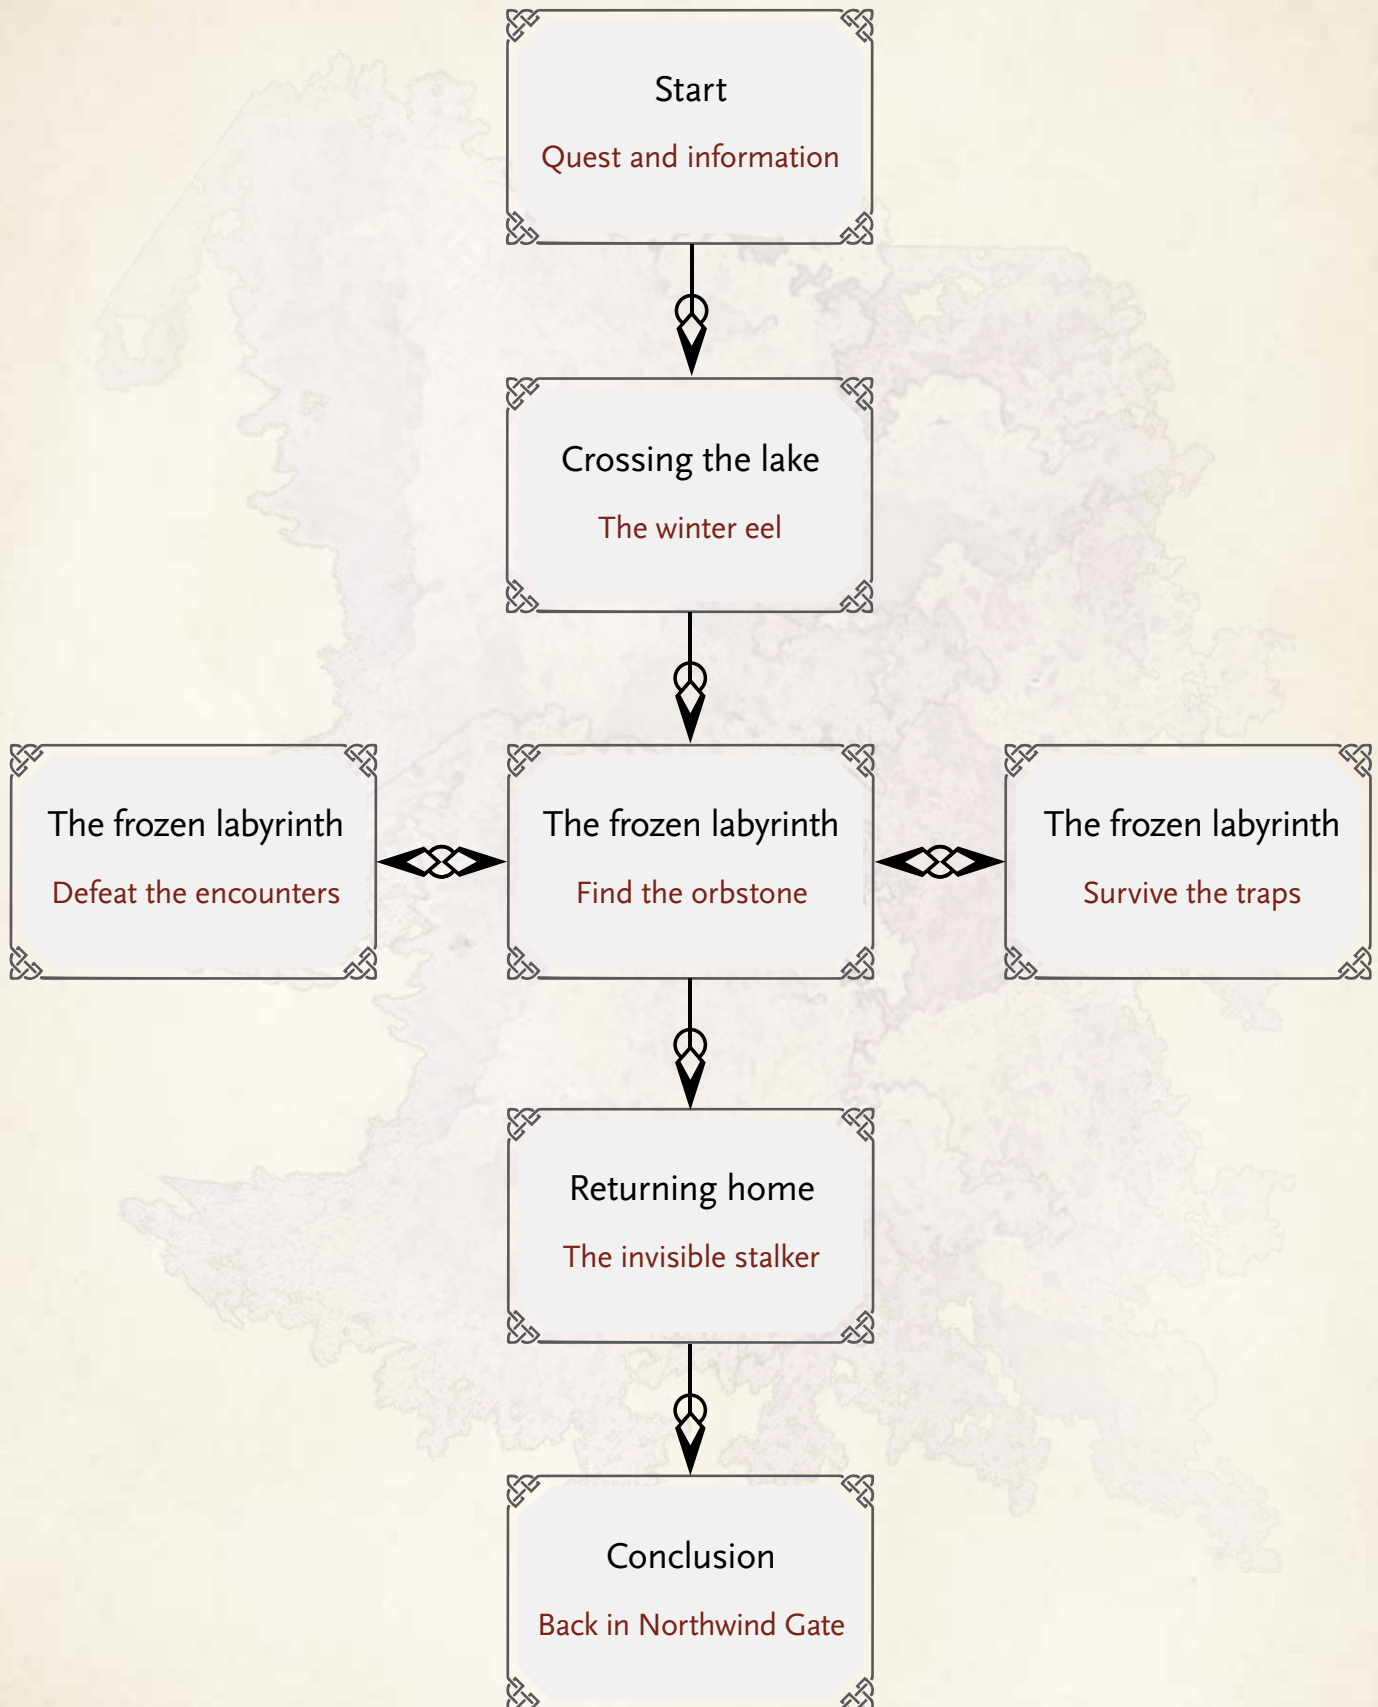 Start
Quest and information
Crossing the lake
The winter eel
The frozen labyrinth
Defeat the encounters
The frozen labyrinth
Find the orbstone
The frozen labyrinth
Survive the traps
Returning home
The invisible stalker
Conclusion
Back in Northwind Gate